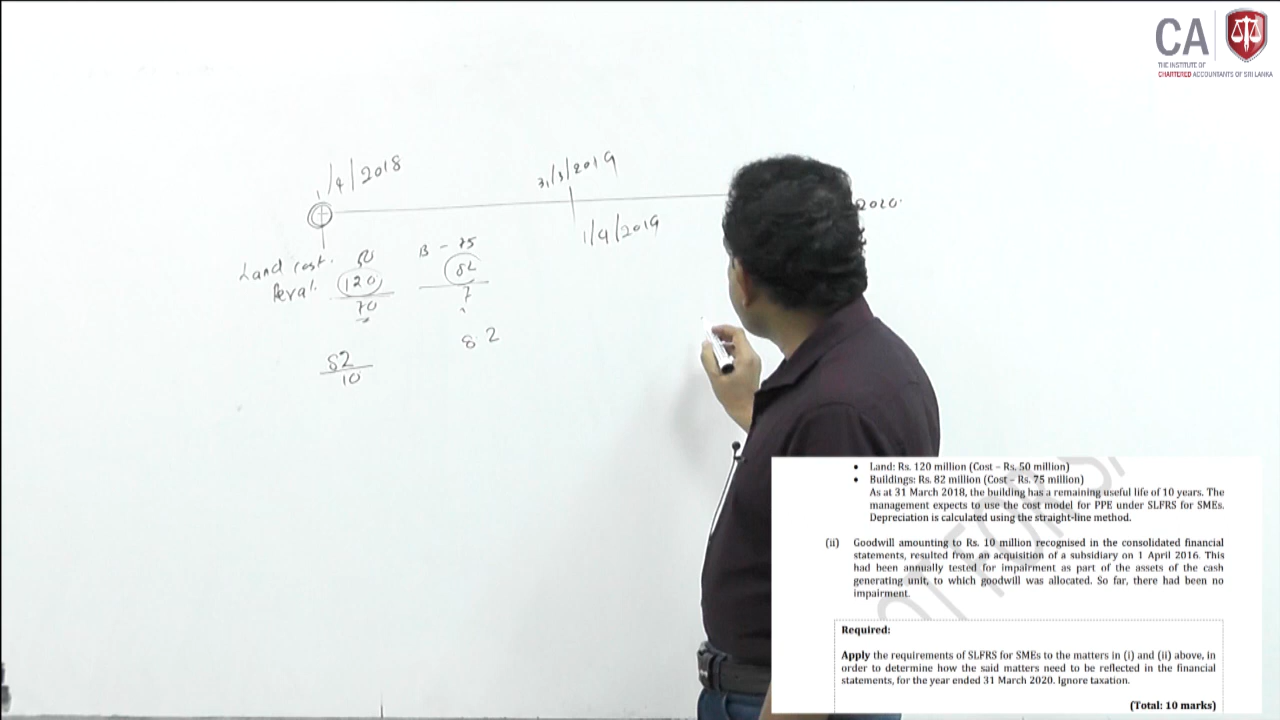 CA
THE INSTITUTE OF
CHARTERED ACCOUNTANTS OF SRI LANKA
1/4/2018
31/3/2019
1/4/2019
2020.
Land cost. 50
Reval. 120
70
B - 75
82
7
82
10
8.2
• Land: Rs. 120 million (Cost – Rs. 50 million)
• Buildings: Rs. 82 million (Cost – Rs. 75 million)
As at 31 March 2018, the building has a remaining useful life of 10 years. The
management expects to use the cost model for PPE under SLFRS for SMEs.
Depreciation is calculated using the straight-line method.
(ii) Goodwill amounting to Rs. 10 million recognised in the consolidated financial
statements, resulted from an acquisition of a subsidiary on 1 April 2016. This
had been annually tested for impairment as part of the assets of the cash
generating unit, to which goodwill was allocated. So far, there had been no
impairment.
Required:
Apply the requirements of SLFRS for SMEs to the matters in (i) and (ii) above, in
order to determine how the said matters need to be reflected in the financial
statements, for the year ended 31 March 2020. Ignore taxation.
(Total: 10 marks)